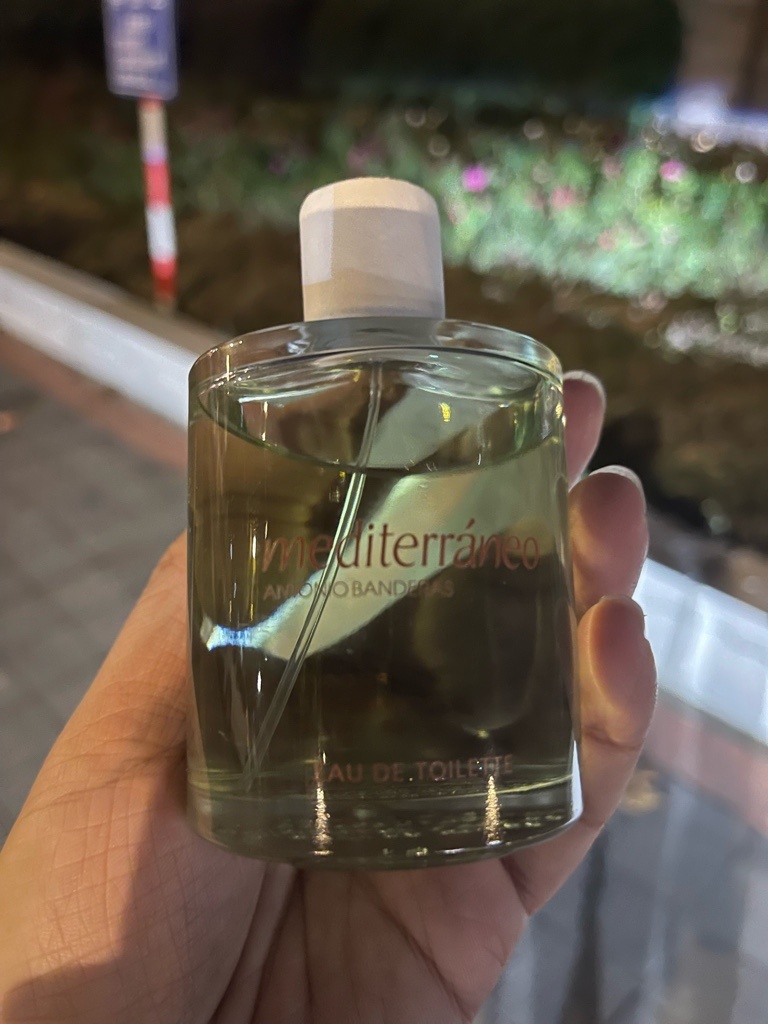 mediterráneo
ANTONIO BANDERAS
EAU DE TOILETTE